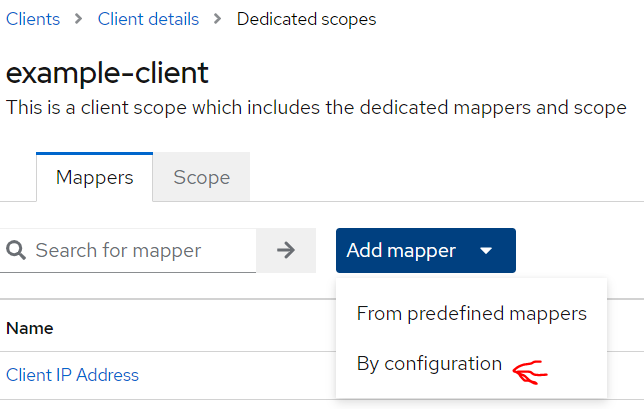 Clients > Client details > Dedicated scopes
example-client
This is a client scope which includes the dedicated mappers and scope
Mappers Scope
Search for mapper Add mapper
From predefined mappers
Name
By configuration
Client IP Address